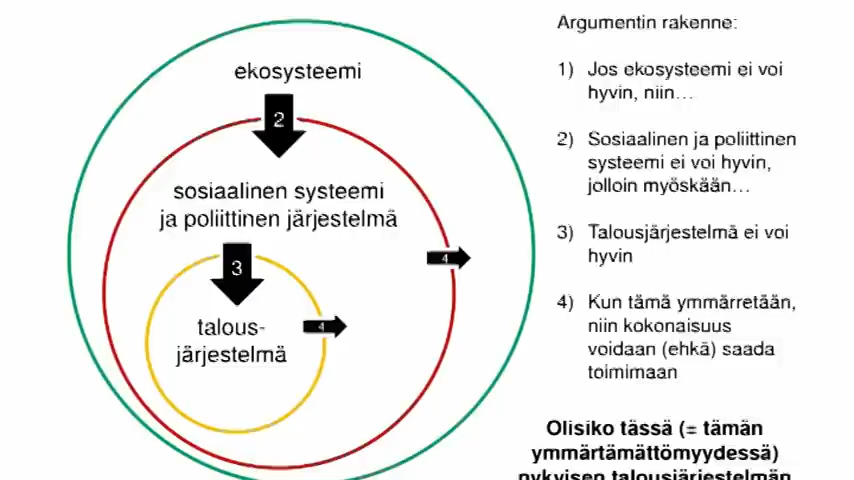 ekosysteemi
2
sosiaalinen systeemi
ja poliittinen järjestelmä
3
4
talous-
järjestelmä
4
Argumentin rakenne:
1) Jos ekosysteemi ei voi
hyvin, niin…
2) Sosiaalinen ja poliittinen
systeemi ei voi hyvin,
jolloin myöskään…
3) Talousjärjestelmä ei voi
hyvin
4) Kun tämä ymmärretään,
niin kokonaisuus
voidaan (ehkä) saada
toimimaan
Olisiko tässä (= tämän
ymmärtämättömyydessä)
nykyisen talousjärjestelmän